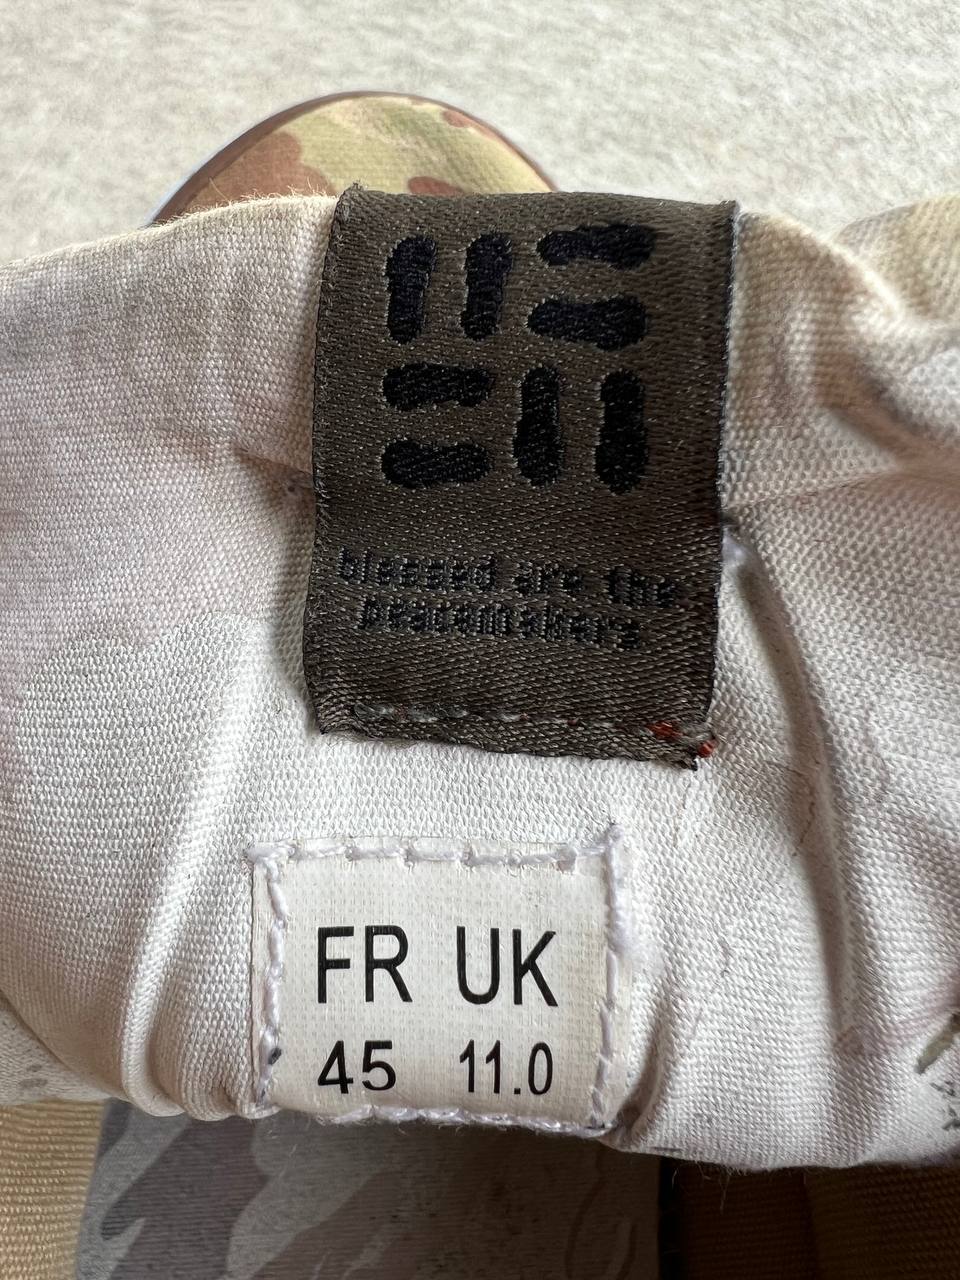 blessed are the
peacemakers
FR UK
45 11.0